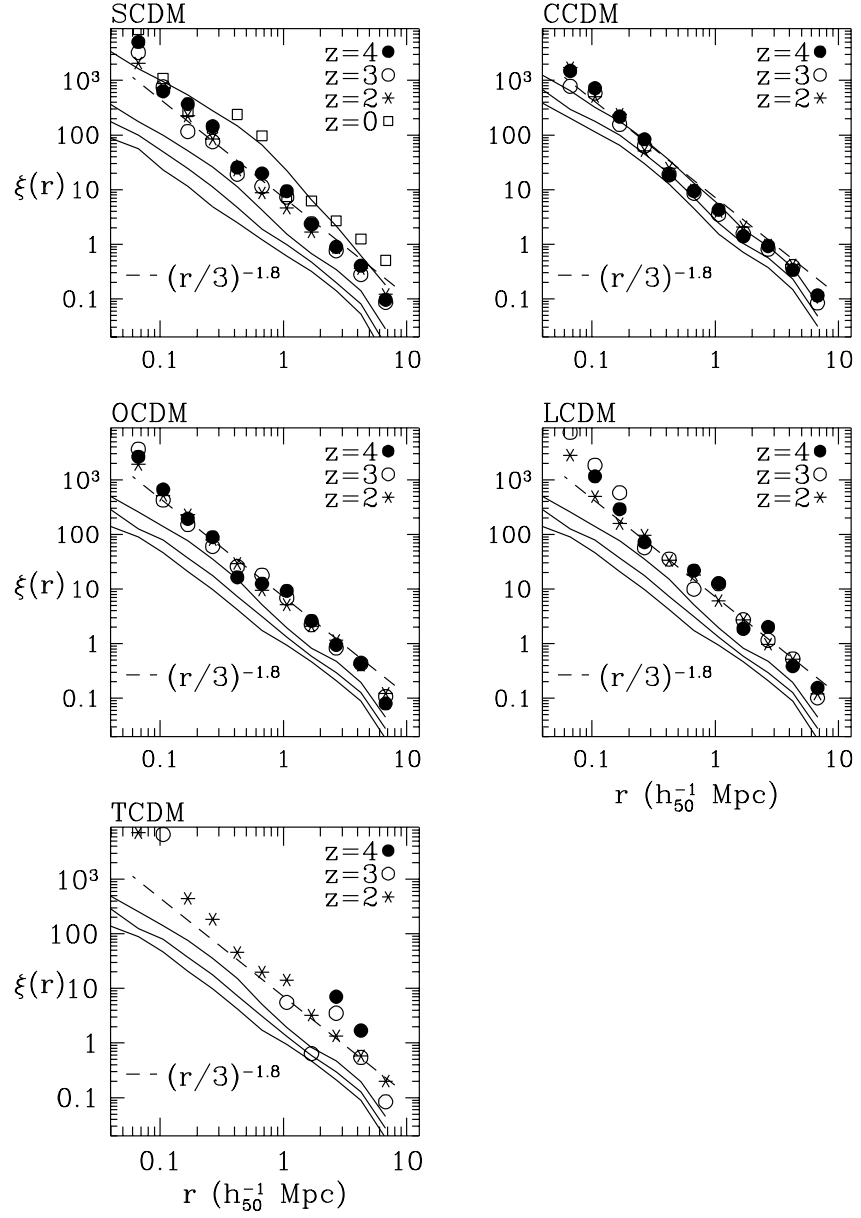 SCDM
10³
100
10
1
0.1
ξ(r)
z=4
z=3
z=2
z=0
(r/3)⁻¹·⁸
0.1 1 10
CCDM
10³
100
10
1
0.1
z=4
z=3
z=2
(r/3)⁻¹·⁸
0.1 1 10
OCDM
10³
100
10
1
0.1
ξ(r)
z=4
z=3
z=2
(r/3)⁻¹·⁸
0.1 1 10
LCDM
10³
100
10
1
0.1
z=4
z=3
z=2
(r/3)⁻¹·⁸
0.1 1 10
r (h₅₀⁻¹ Mpc)
TCDM
10³
100
10
1
0.1
ξ(r)
z=4
z=3
z=2
(r/3)⁻¹·⁸
0.1 1 10
r (h₅₀⁻¹ Mpc)